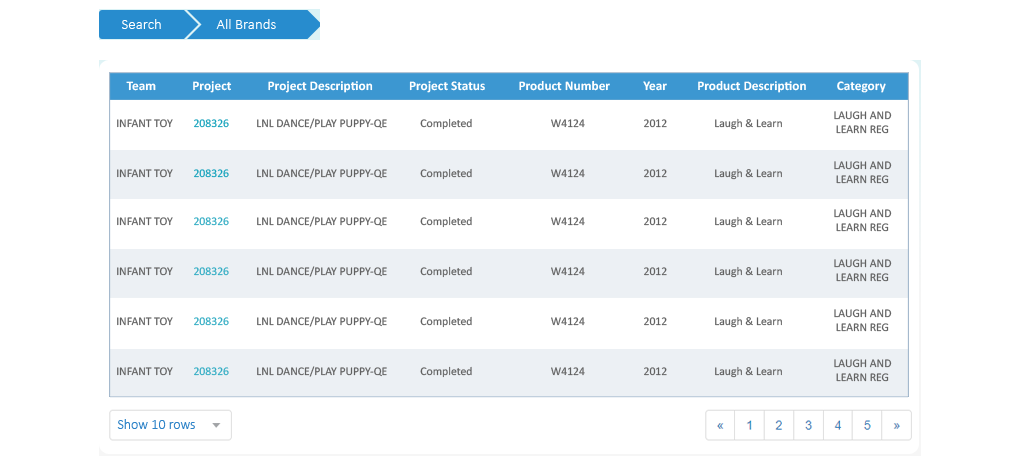 Search All Brands
Team Project Project Description Project Status Product Number Year Product Description Category
INFANT TOY 208326 LNL DANCE/PLAY PUPPY-QE Completed W4124 2012 Laugh & Learn LAUGH AND
LEARN REG
INFANT TOY 208326 LNL DANCE/PLAY PUPPY-QE Completed W4124 2012 Laugh & Learn LAUGH AND
LEARN REG
INFANT TOY 208326 LNL DANCE/PLAY PUPPY-QE Completed W4124 2012 Laugh & Learn LAUGH AND
LEARN REG
INFANT TOY 208326 LNL DANCE/PLAY PUPPY-QE Completed W4124 2012 Laugh & Learn LAUGH AND
LEARN REG
INFANT TOY 208326 LNL DANCE/PLAY PUPPY-QE Completed W4124 2012 Laugh & Learn LAUGH AND
LEARN REG
INFANT TOY 208326 LNL DANCE/PLAY PUPPY-QE Completed W4124 2012 Laugh & Learn LAUGH AND
LEARN REG
Show 10 rows « 1 2 3 4 5 »